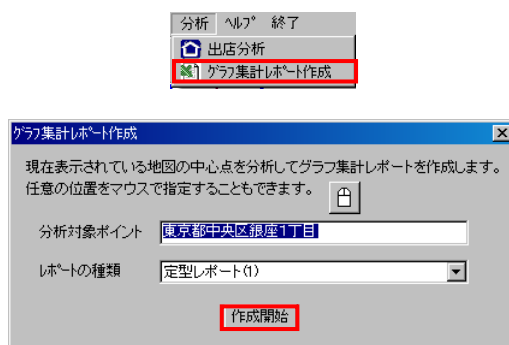 分析 ﾍﾙﾌﾟ 終了
出店分析
ｸﾞﾗﾌ集計ﾚﾎﾟｰﾄ作成
ｸﾞﾗﾌ集計ﾚﾎﾟｰﾄ作成
現在表示されている地図の中心点を分析してグラフ集計レポートを作成します。
任意の位置をマウスで指定することもできます。
分析対象ポイント 東京都中央区銀座1丁目
ﾚﾎﾟｰﾄの種類 定型レポート(1)
作成開始